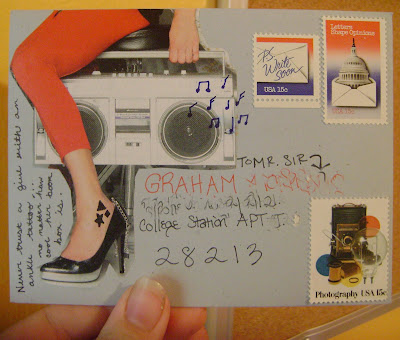 Never trust a girl with an
ankle tattoo...
no matter how
cool her boom
box is.
P.S.
Write
Soon
USA 15c
Letters
Shape Opinions
USA 15c
TO MR. SIR
GRAHAM
College Station APT I
28213
Photography USA 15c